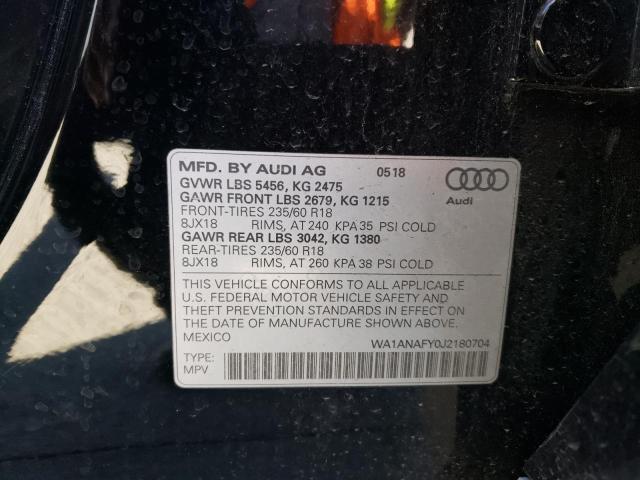 MFD. BY AUDI AG 0518
GVWR LBS 5456, KG 2475
GAWR FRONT LBS 2679, KG 1215
FRONT-TIRES 235/60 R18
8JX18 RIMS, AT 240 KPA 35 PSI COLD
GAWR REAR LBS 3042, KG 1380
REAR-TIRES 235/60 R18
8JX18 RIMS, AT 260 KPA 38 PSI COLD
Audi
THIS VEHICLE CONFORMS TO ALL APPLICABLE
U.S. FEDERAL MOTOR VEHICLE SAFETY AND
THEFT PREVENTION STANDARDS IN EFFECT ON
THE DATE OF MANUFACTURE SHOWN ABOVE.
MEXICO WA1ANAFY0J2180704
TYPE:
MPV